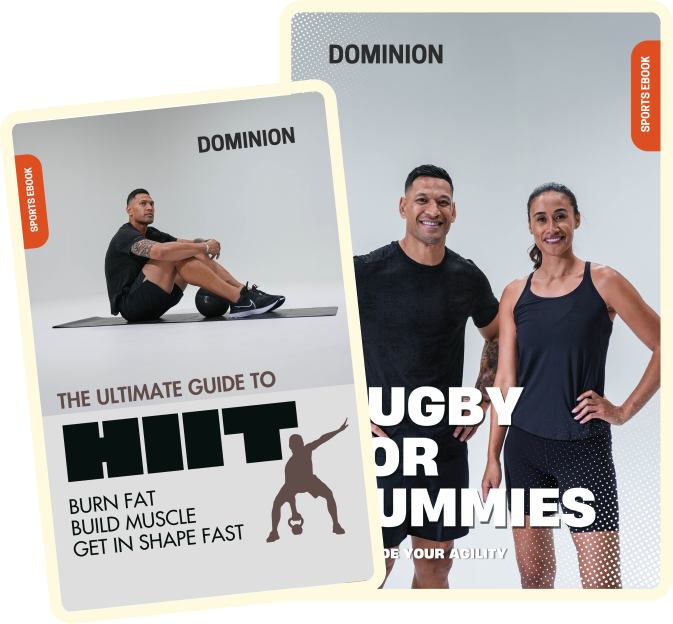 DOMINION
SPORTS EBOOK
THE ULTIMATE GUIDE TO
HIIT
BURN FAT
BUILD MUSCLE
GET IN SHAPE FAST
DOMINION
SPORTS EBOOK
UGBY
OR
UMMIES
DE YOUR AGILITY